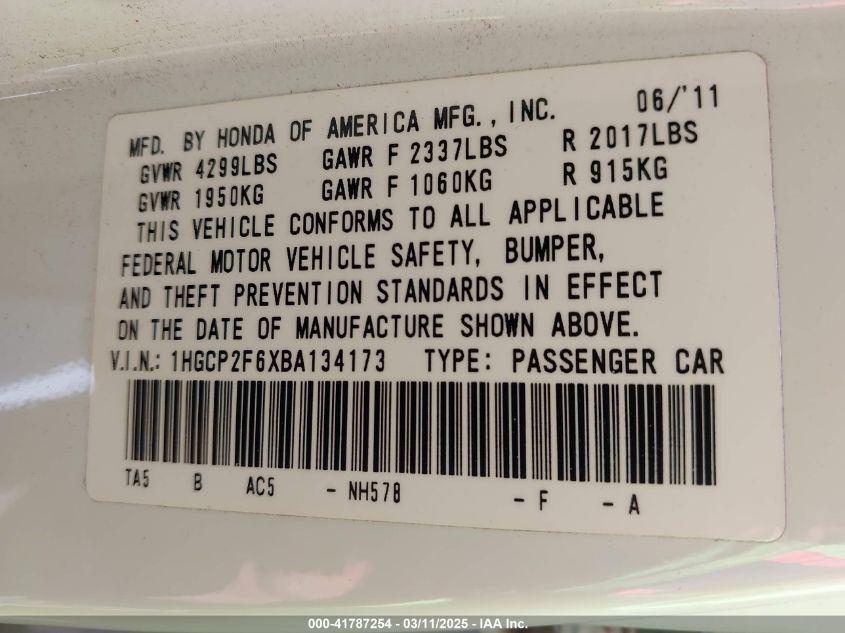 MFD. BY HONDA OF AMERICA MFG., INC. 06/'11
GVWR 4299LBS GAWR F 2337LBS R 2017LBS
GVWR 1950KG GAWR F 1060KG R 915KG
THIS VEHICLE CONFORMS TO ALL APPLICABLE
FEDERAL MOTOR VEHICLE SAFETY, BUMPER,
AND THEFT PREVENTION STANDARDS IN EFFECT
ON THE DATE OF MANUFACTURE SHOWN ABOVE.
V.I.N.: 1HGCP2F6XBA134173 TYPE: PASSENGER CAR
TA5 B AC5 - NH578 - F - A
000-41787254 - 03/11/2025 - IAA Inc.